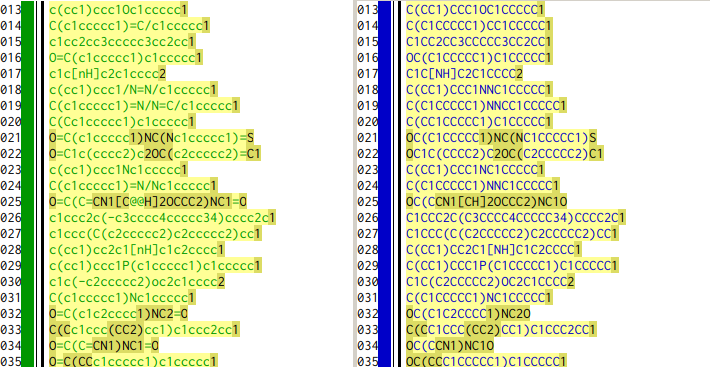 013 c(cc1)ccc1Oc1ccccc1
014 C(c1ccccc1)=C/c1ccccc1
015 c1cc2cc3ccccc3cc2cc1
016 O=C(c1ccccc1)c1ccccc1
017 c1c[nH]c2c1cccc2
018 c(cc1)ccc1/N=N/c1ccccc1
019 C(c1ccccc1)=N/N=C/c1ccccc1
020 C(Cc1ccccc1)c1ccccc1
021 O=C(c1ccccc1)NC(Nc1ccccc1)=S
022 O=C1c(cccc2)c2OC(c2ccccc2)=C1
023 c(cc1)ccc1Nc1ccccc1
024 C(c1ccccc1)=N/Nc1ccccc1
025 O=C(C=CN1[C@@H]2OCCC2)NC1=O
026 c1ccc2c(-c3cccc4ccccc34)cccc2c1
027 c1ccc(C(c2ccccc2)c2ccccc2)cc1
028 c(cc1)cc2c1[nH]c1c2cccc1
029 c(cc1)ccc1P(c1ccccc1)c1ccccc1
030 c1c(-c2ccccc2)oc2c1cccc2
031 C(c1ccccc1)Nc1ccccc1
032 O=C(c1c2cccc1)NC2=O
033 C(Cc1ccc(CC2)cc1)c1ccc2cc1
034 O=C(C=CN1)NC1=O
035 O=C(CCc1ccccc1)c1ccccc1
013 C(CC1)CCC1OC1CCCCC1
014 C(C1CCCCC1)CC1CCCCC1
015 C1CC2CC3CCCCC3CC2CC1
016 OC(C1CCCCC1)C1CCCCC1
017 C1C[NH]C2C1CCCC2
018 C(CC1)CCC1NNC1CCCCC1
019 C(C1CCCCC1)NNCC1CCCCC1
020 C(CC1CCCCC1)C1CCCCC1
021 OC(C1CCCCC1)NC(NC1CCCCC1)S
022 OC1C(CCCC2)C2OC(C2CCCCC2)C1
023 C(CC1)CCC1NC1CCCCC1
024 C(C1CCCCC1)NNC1CCCCC1
025 OC(CCN1[CH]2OCCC2)NC1O
026 C1CCC2C(C3CCCC4CCCCC34)CCCC2C1
027 C1CCC(C(C2CCCCC2)C2CCCCC2)CC1
028 C(CC1)CC2C1[NH]C1C2CCCC1
029 C(CC1)CCC1P(C1CCCCC1)C1CCCCC1
030 C1C(C2CCCCC2)OC2C1CCCC2
031 C(C1CCCCC1)NC1CCCCC1
032 OC(C1C2CCCC1)NC2O
033 C(CC1CCC(CC2)CC1)C1CCC2CC1
034 OC(CCN1)NC1O
035 OC(CCC1CCCCC1)C1CCCCC1